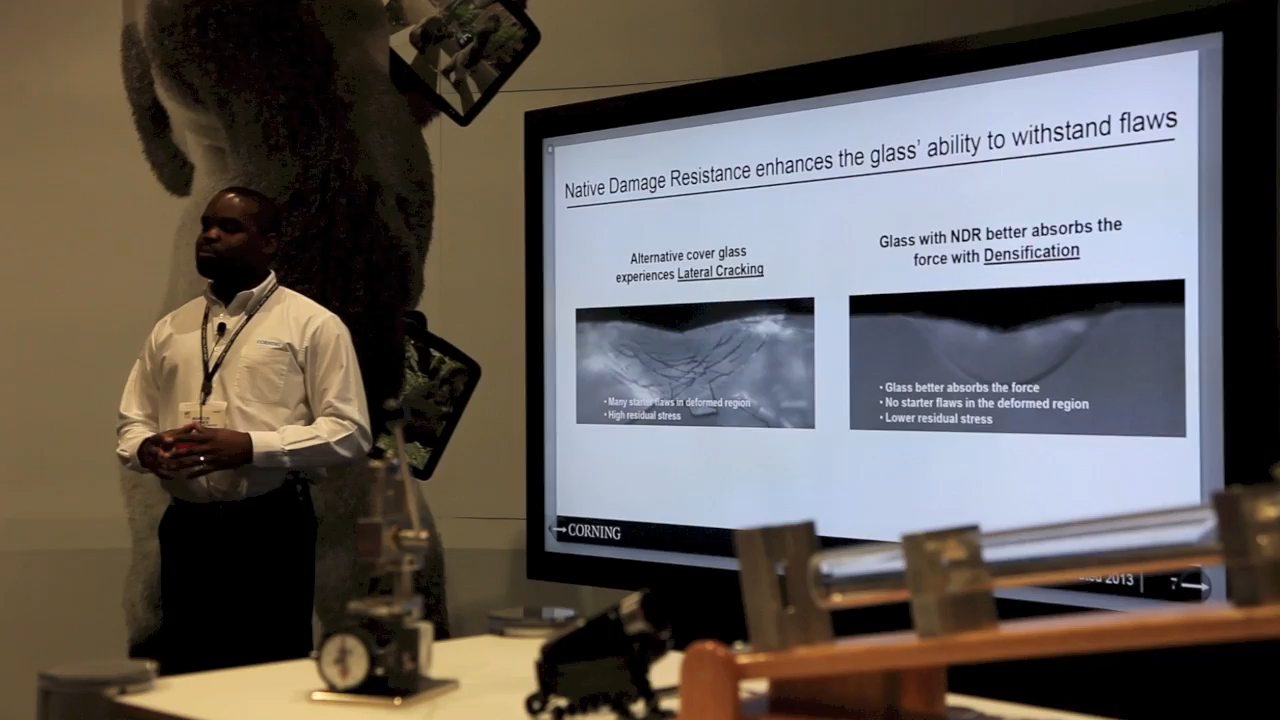 Native Damage Resistance enhances the glass’ ability to withstand flaws
Alternative cover glass
experiences Lateral Cracking
• Many starter flaws in deformed region
• High residual stress
Glass with NDR better absorbs the
force with Densification
• Glass better absorbs the force
• No starter flaws in the deformed region
• Lower residual stress
CORNING
2013
7
CORNING